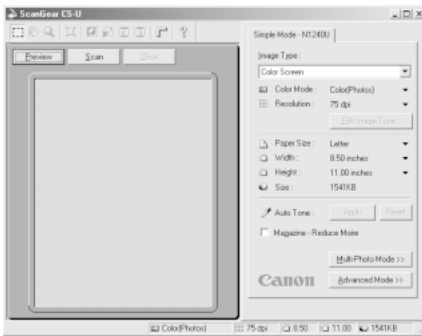 ScanGear CS-U
Preview Scan Clear
Simple Mode - N1240U
Image Type :
Color Screen
Color Mode : Color(Photos)
Resolution : 75 dpi
Edit Image Type...
Paper Size : Letter
Width : 8.50 inches
Height : 11.00 inches
Size : 1541KB
Auto Tone : Apply Reset
Magazine - Reduce Moire
Multi-Photo Mode >>
Canon Advanced Mode >>
Color(Photos) 75 dpi 8.50 11.00 1541KB